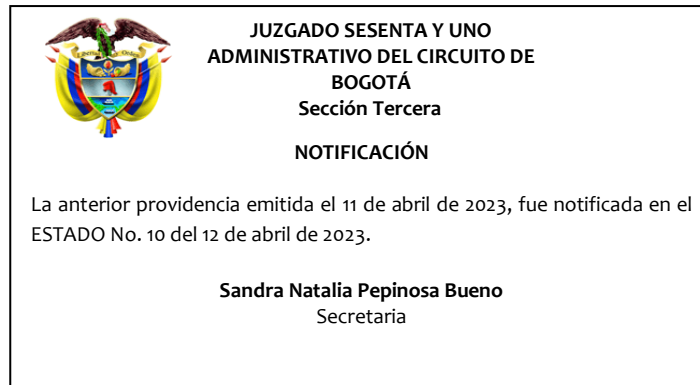 JUZGADO SESENTA Y UNO
ADMINISTRATIVO DEL CIRCUITO DE
BOGOTÁ
Sección Tercera
NOTIFICACIÓN
La anterior providencia emitida el 11 de abril de 2023, fue notificada en el
ESTADO No. 10 del 12 de abril de 2023.
Sandra Natalia Pepinosa Bueno
Secretaria